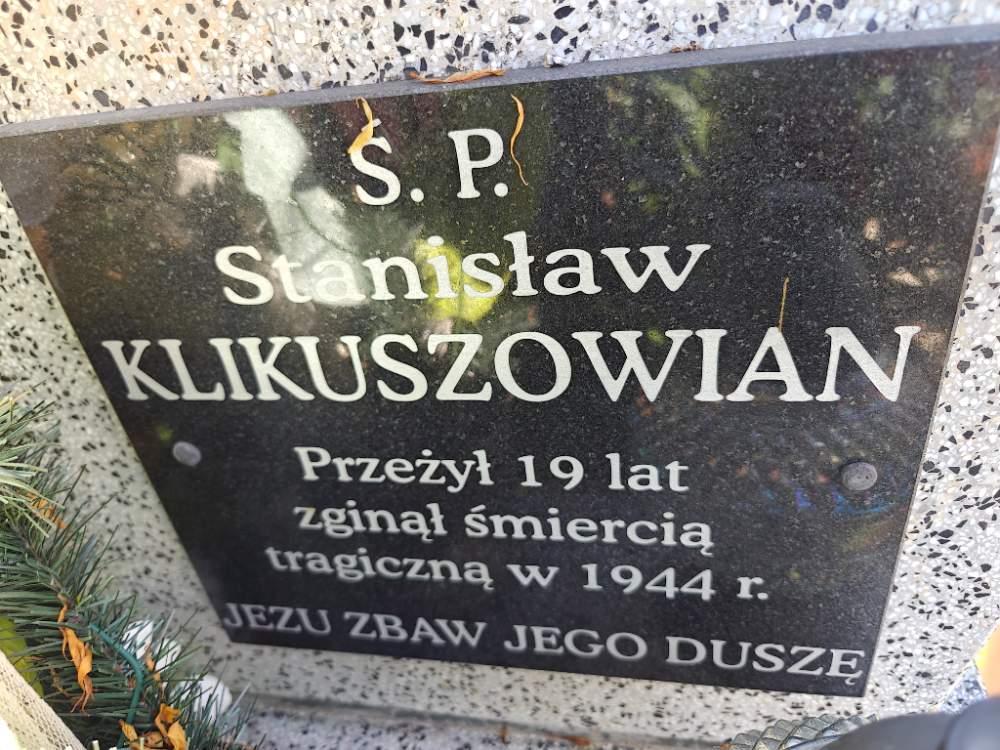 Ś. P.
Stanisław
KLIKUSZOWIAN
Przeżył 19 lat
zginął śmiercią
tragiczną w 1944 r.
JEZU ZBAW JEGO DUSZĘ